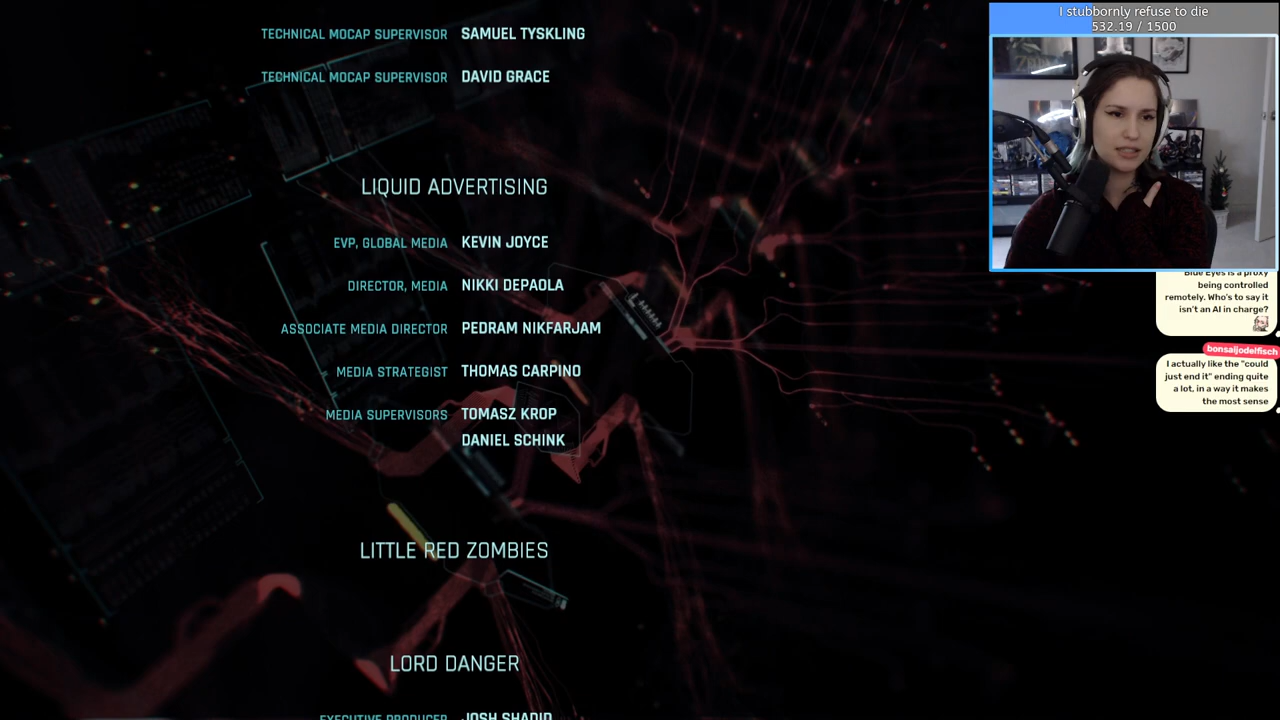 TECHNICAL MOCAP SUPERVISOR SAMUEL TYSKLING
TECHNICAL MOCAP SUPERVISOR DAVID GRACE
LIQUID ADVERTISING
EVP, GLOBAL MEDIA KEVIN JOYCE
DIRECTOR, MEDIA NIKKI DEPAOLA
ASSOCIATE MEDIA DIRECTOR PEDRAM NIKFARJAM
MEDIA STRATEGIST THOMAS CARPINO
MEDIA SUPERVISORS TOMASZ KROP
DANIEL SCHINK
LITTLE RED ZOMBIES
LORD DANGER
EXECUTIVE PRODUCER JOSH SHADID
I stubbornly refuse to die
532.19 / 1500
Blue Eyes is a proxy
being controlled
remotely. Who's to say it
isn't an AI in charge?
bonsaijodelfisch
I actually like the "could
just end it" ending quite
a lot, in a way it makes
the most sense